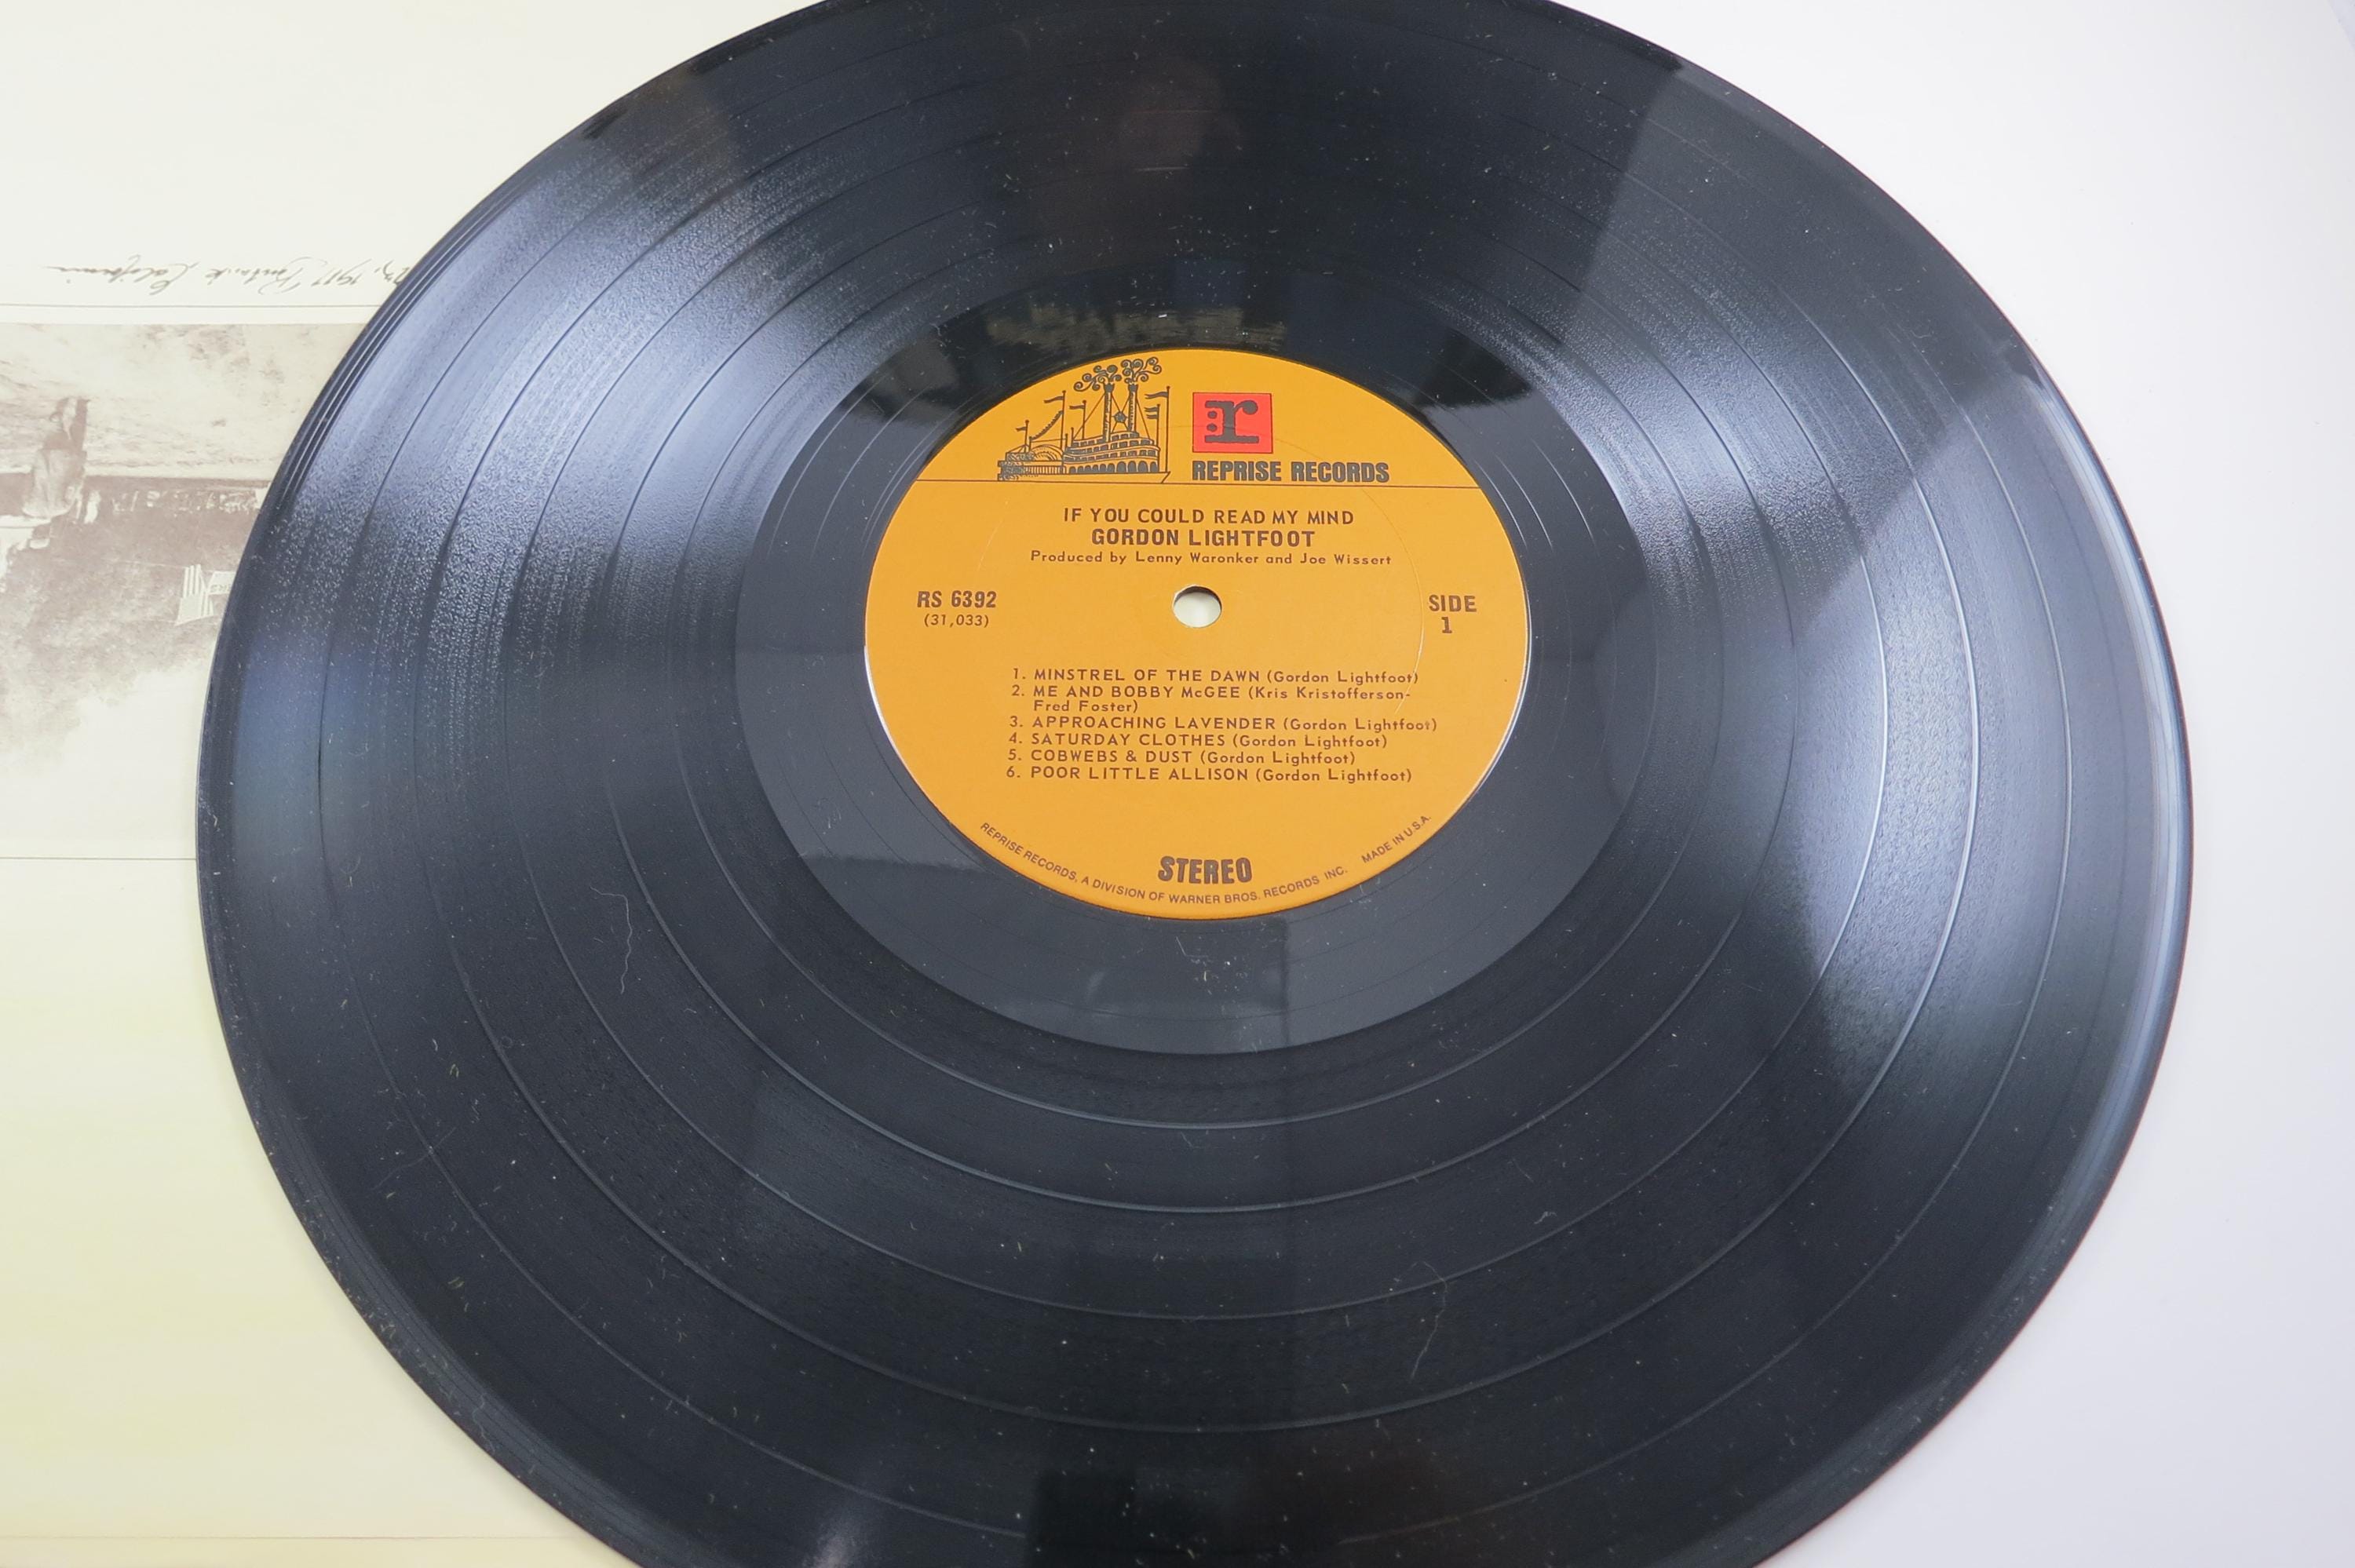 r
REPRISE RECORDS
IF YOU COULD READ MY MIND
GORDON LIGHTFOOT
Produced by Lenny Waronker and Joe Wissert
RS 6392
(31,033)
SIDE
1
1. MINSTREL OF THE DAWN (Gordon Lightfoot)
2. ME AND BOBBY McGEE (Kris Kristofferson-
Fred Foster)
3. APPROACHING LAVENDER (Gordon Lightfoot)
4. SATURDAY CLOTHES (Gordon Lightfoot)
5. COBWEBS & DUST (Gordon Lightfoot)
6. POOR LITTLE ALLISON (Gordon Lightfoot)
STEREO
REPRISE RECORDS, A DIVISION OF WARNER BROS. RECORDS INC. MADE IN U.S.A.